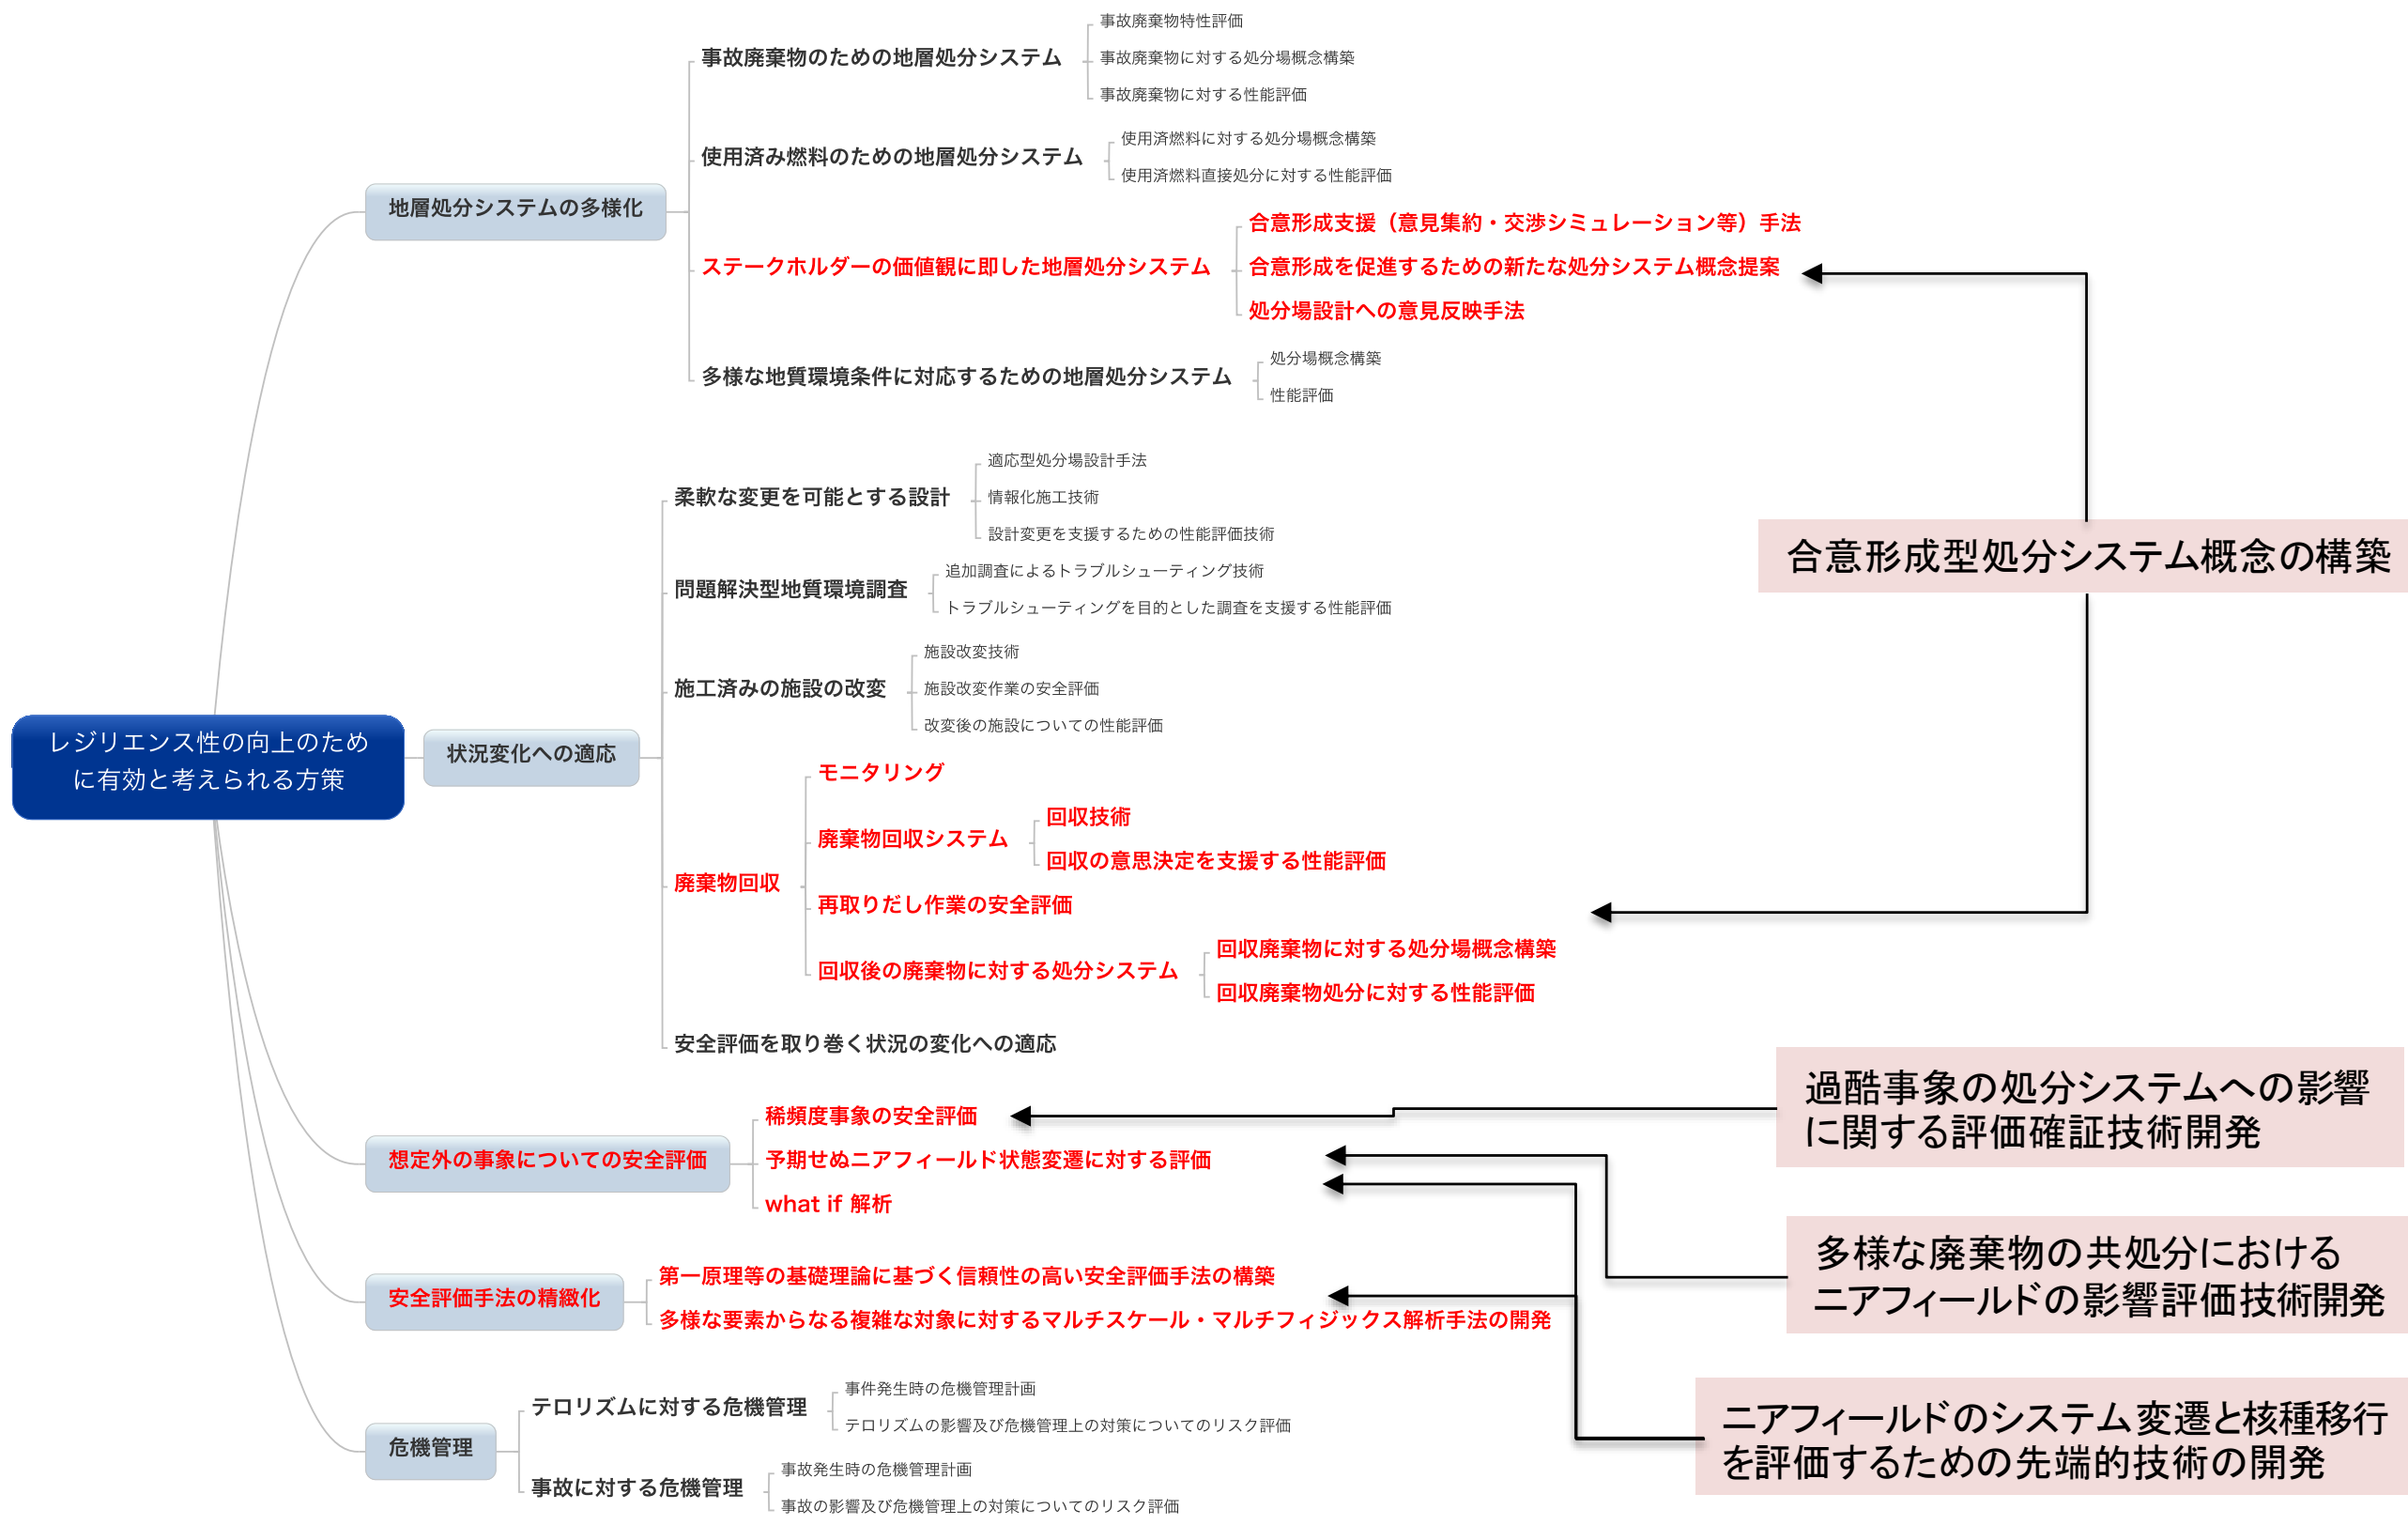 事故廃棄物特性評価
事故廃棄物のための地層処分システム
事故廃棄物に対する処分場概念構築
事故廃棄物に対する性能評価
使用済燃料に対する処分場概念構築
使用済み燃料のための地層処分システム
使用済燃料直接処分に対する性能評価
地層処分システムの多様化
合意形成支援（意見集約・交渉シミュレーション等）手法
ステークホルダーの価値観に即した地層処分システム
合意形成を促進するための新たな処分システム概念提案
処分場設計への意見反映手法
処分場概念構築
多様な地質環境条件に対応するための地層処分システム
性能評価
適応型処分場設計手法
柔軟な変更を可能とする設計
情報化施工技術
設計変更を支援するための性能評価技術
合意形成型処分システム概念の構築
追加調査によるトラブルシューティング技術
問題解決型地質環境調査
トラブルシューティングを目的とした調査を支援する性能評価
施設改変技術
施工済みの施設の改変
施設改変作業の安全評価
改変後の施設についての性能評価
レジリエンス性の向上のため
に有効と考えられる方策
状況変化への適応
モニタリング
回収技術
廃棄物回収システム
回収の意思決定を支援する性能評価
廃棄物回収
再取りだし作業の安全評価
回収廃棄物に対する処分場概念構築
回収後の廃棄物に対する処分システム
回収廃棄物処分に対する性能評価
安全評価を取り巻く状況の変化への適応
過酷事象の処分システムへの影響
に関する評価確証技術開発
稀頻度事象の安全評価
想定外の事象についての安全評価
予期せぬニアフィールド状態変遷に対する評価
what if 解析
多様な廃棄物の共処分における
ニアフィールドの影響評価技術開発
第一原理等の基礎理論に基づく信頼性の高い安全評価手法の構築
安全評価手法の精緻化
多様な要素からなる複雑な対象に対するマルチスケール・マルチフィジックス解析手法の開発
事件発生時の危機管理計画
テロリズムに対する危機管理
テロリズムの影響及び危機管理上の対策についてのリスク評価
ニアフィールドのシステム変遷と核種移行
を評価するための先端的技術の開発
危機管理
事故発生時の危機管理計画
事故に対する危機管理
事故の影響及び危機管理上の対策についてのリスク評価